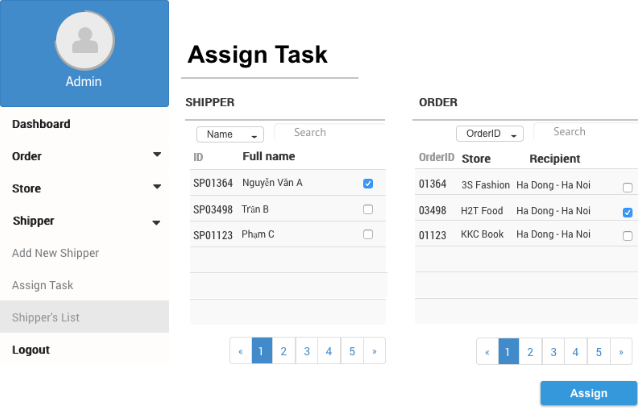 Admin
Dashboard
Order
Store
Shipper
Add New Shipper
Assign Task
Shipper's List
Logout
Assign Task
SHIPPER
Name Search
ID Full name
SP01364 Nguyễn Văn A
SP03498 Trần B
SP01123 Phạm C
« 1 2 3 4 5 »
ORDER
OrderID Search
OrderID Store Recipient
01364 3S Fashion Ha Dong - Ha Noi
03498 H2T Food Ha Dong - Ha Noi
01123 KKC Book Ha Dong - Ha Noi
« 1 2 3 4 5 »
Assign